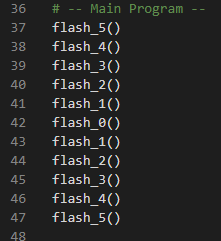 36 # -- Main Program --
37 flash_5()
38 flash_4()
39 flash_3()
40 flash_2()
41 flash_1()
42 flash_0()
43 flash_1()
44 flash_2()
45 flash_3()
46 flash_4()
47 flash_5()
48